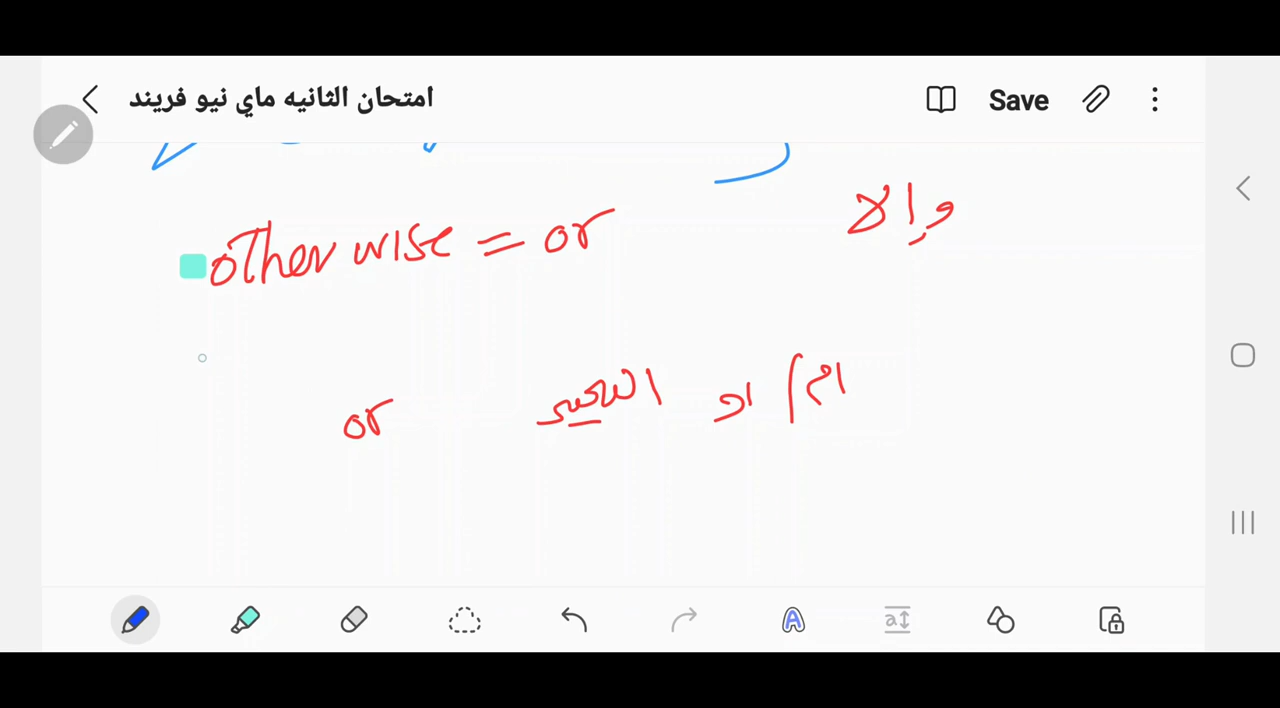 امتحان الثانيه ماي نيو فريند
Save
other wise = or والا
or التخيير او ام